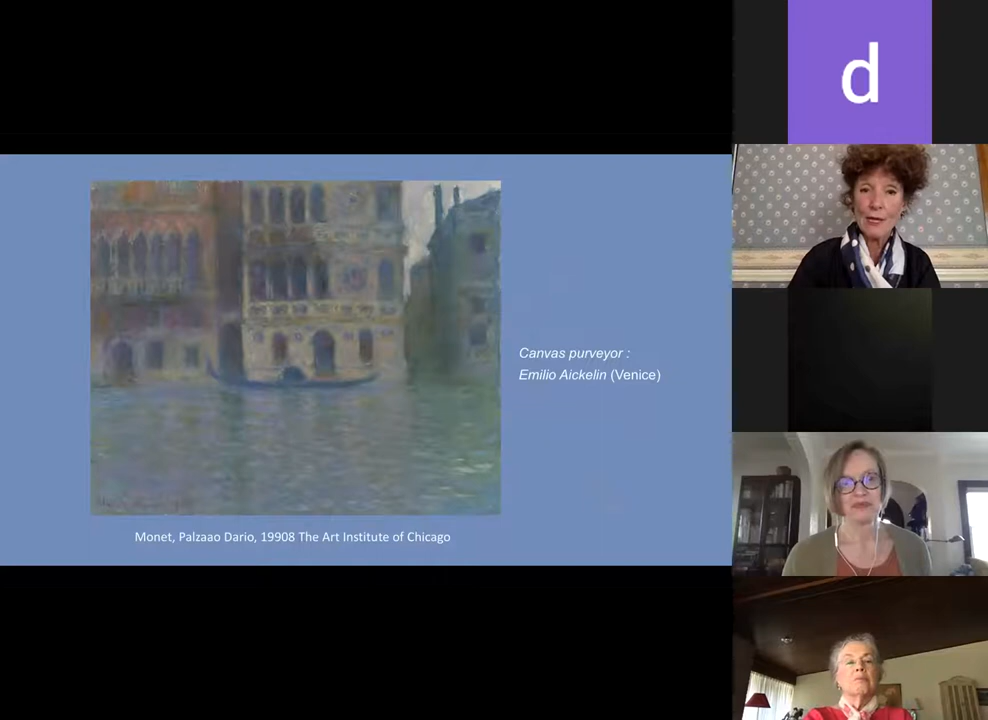 d
Canvas purveyor :
Emilio Aickelin (Venice)
Monet, Palzaao Dario, 19908 The Art Institute of Chicago